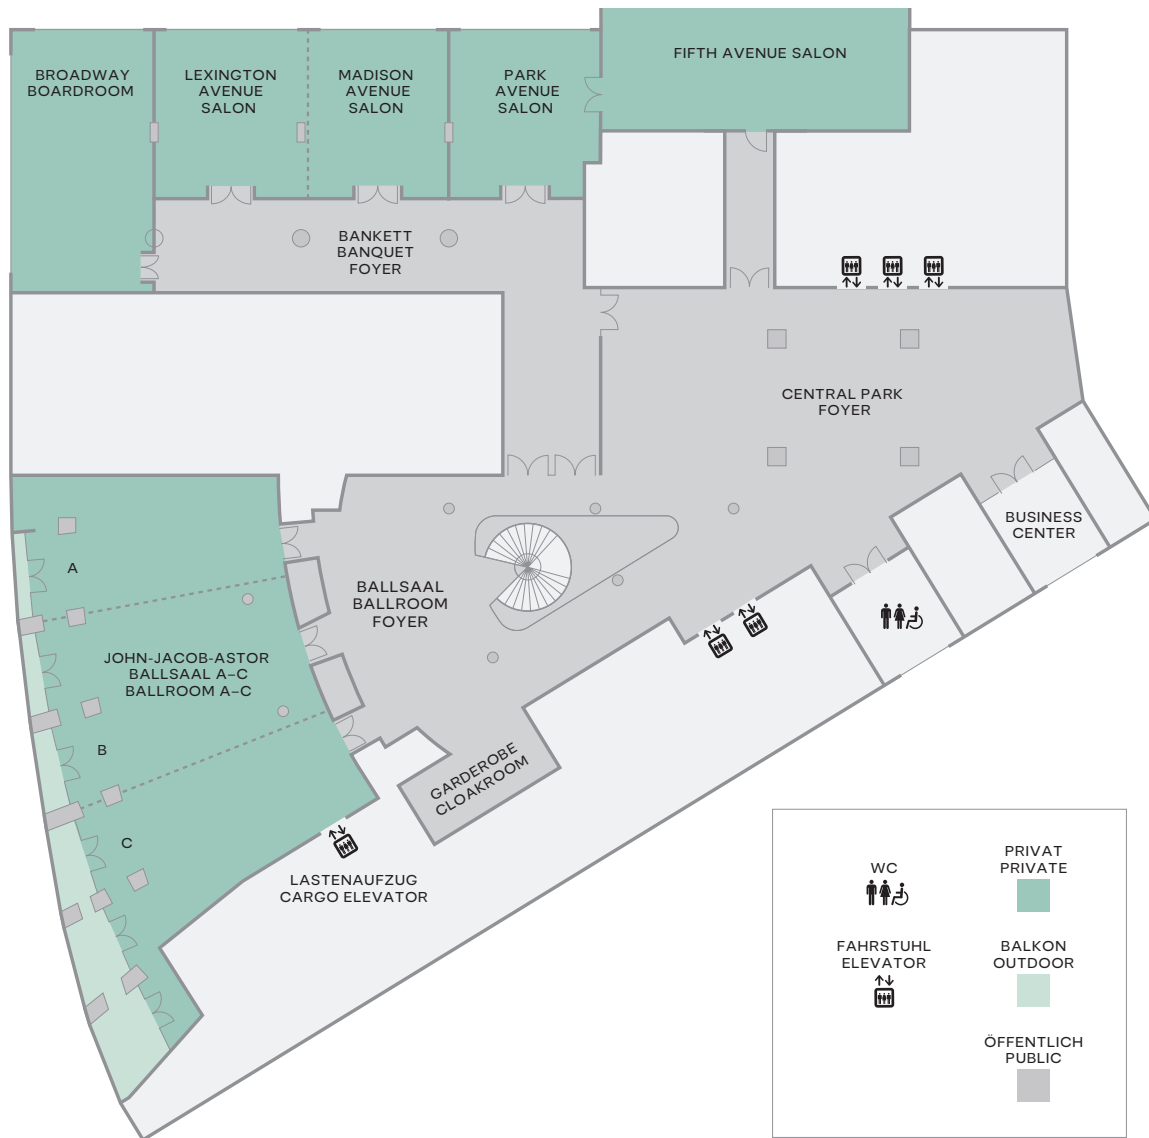 BROADWAY
BOARDROOM
LEXINGTON
AVENUE
SALON
MADISON
AVENUE
SALON
PARK
AVENUE
SALON
FIFTH AVENUE SALON
BANKETT
BANQUET
FOYER
CENTRAL PARK
FOYER
BUSINESS
CENTER
A
BALLSAAL
BALLROOM
FOYER
JOHN-JACOB-ASTOR
BALLSAAL A–C
BALLROOM A–C
B
GARDEROBE
CLOAKROOM
C
LASTENAUFZUG
CARGO ELEVATOR
WC
PRIVAT
PRIVATE
FAHRSTUHL
ELEVATOR
BALKON
OUTDOOR
ÖFFENTLICH
PUBLIC